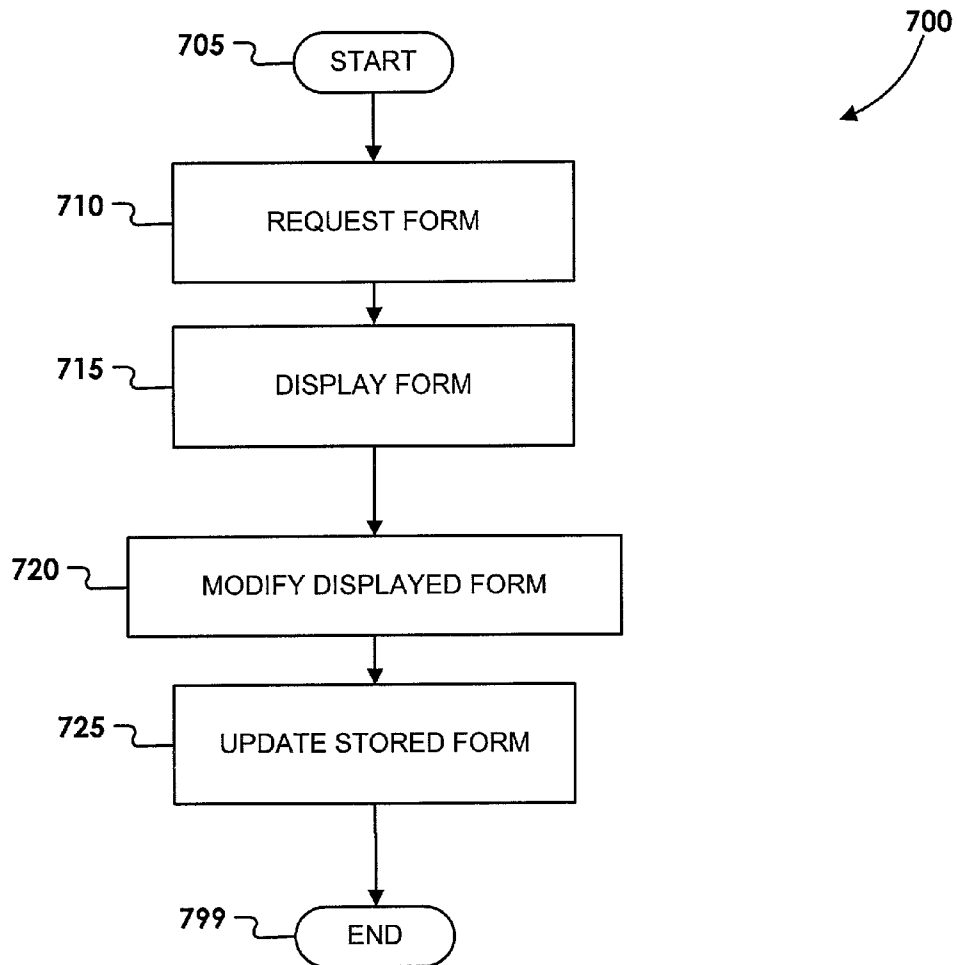 700
705
START
710
REQUEST FORM
715
DISPLAY FORM
720
MODIFY DISPLAYED FORM
725
UPDATE STORED FORM
799
END